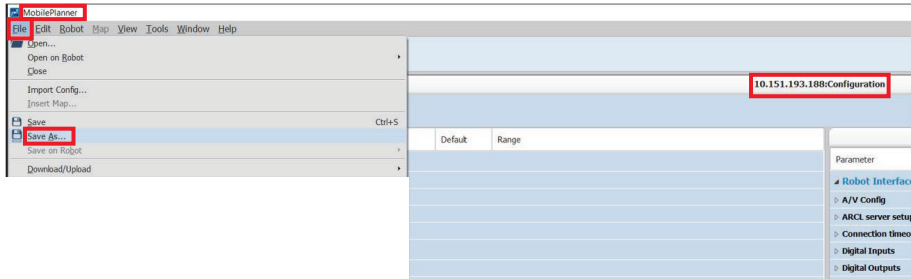 MobilePlanner
File Edit Robot Map View Tools Window Help
Open...
Open on Robot
Close
10.151.193.188:Configuration
Import Config...
Insert Map...
Save Ctrl+S
Save As...
Default Range
Save on Robot
Parameter
Download/Upload
Robot Interface
A/V Config
ARCL server setup
Connection timeo
Digital Inputs
Digital Outputs